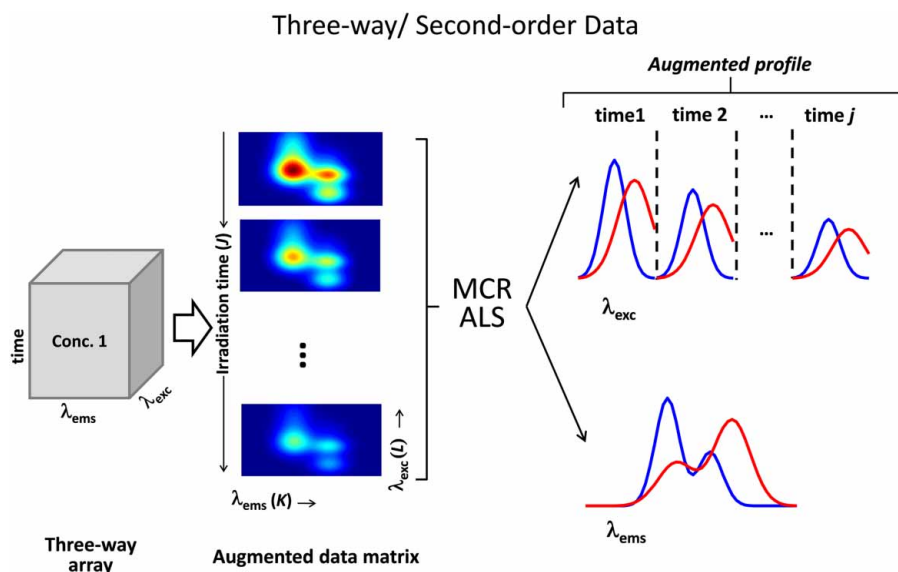 Three-way/ Second-order Data
Augmented profile
time1 time 2 ... time j
...
λexc
MCR
ALS
λems
Irradiation time (J)
...
λexc (L) →
λems (K) →
Augmented data matrix
time
Conc. 1
λems
λexc
Three-way
array